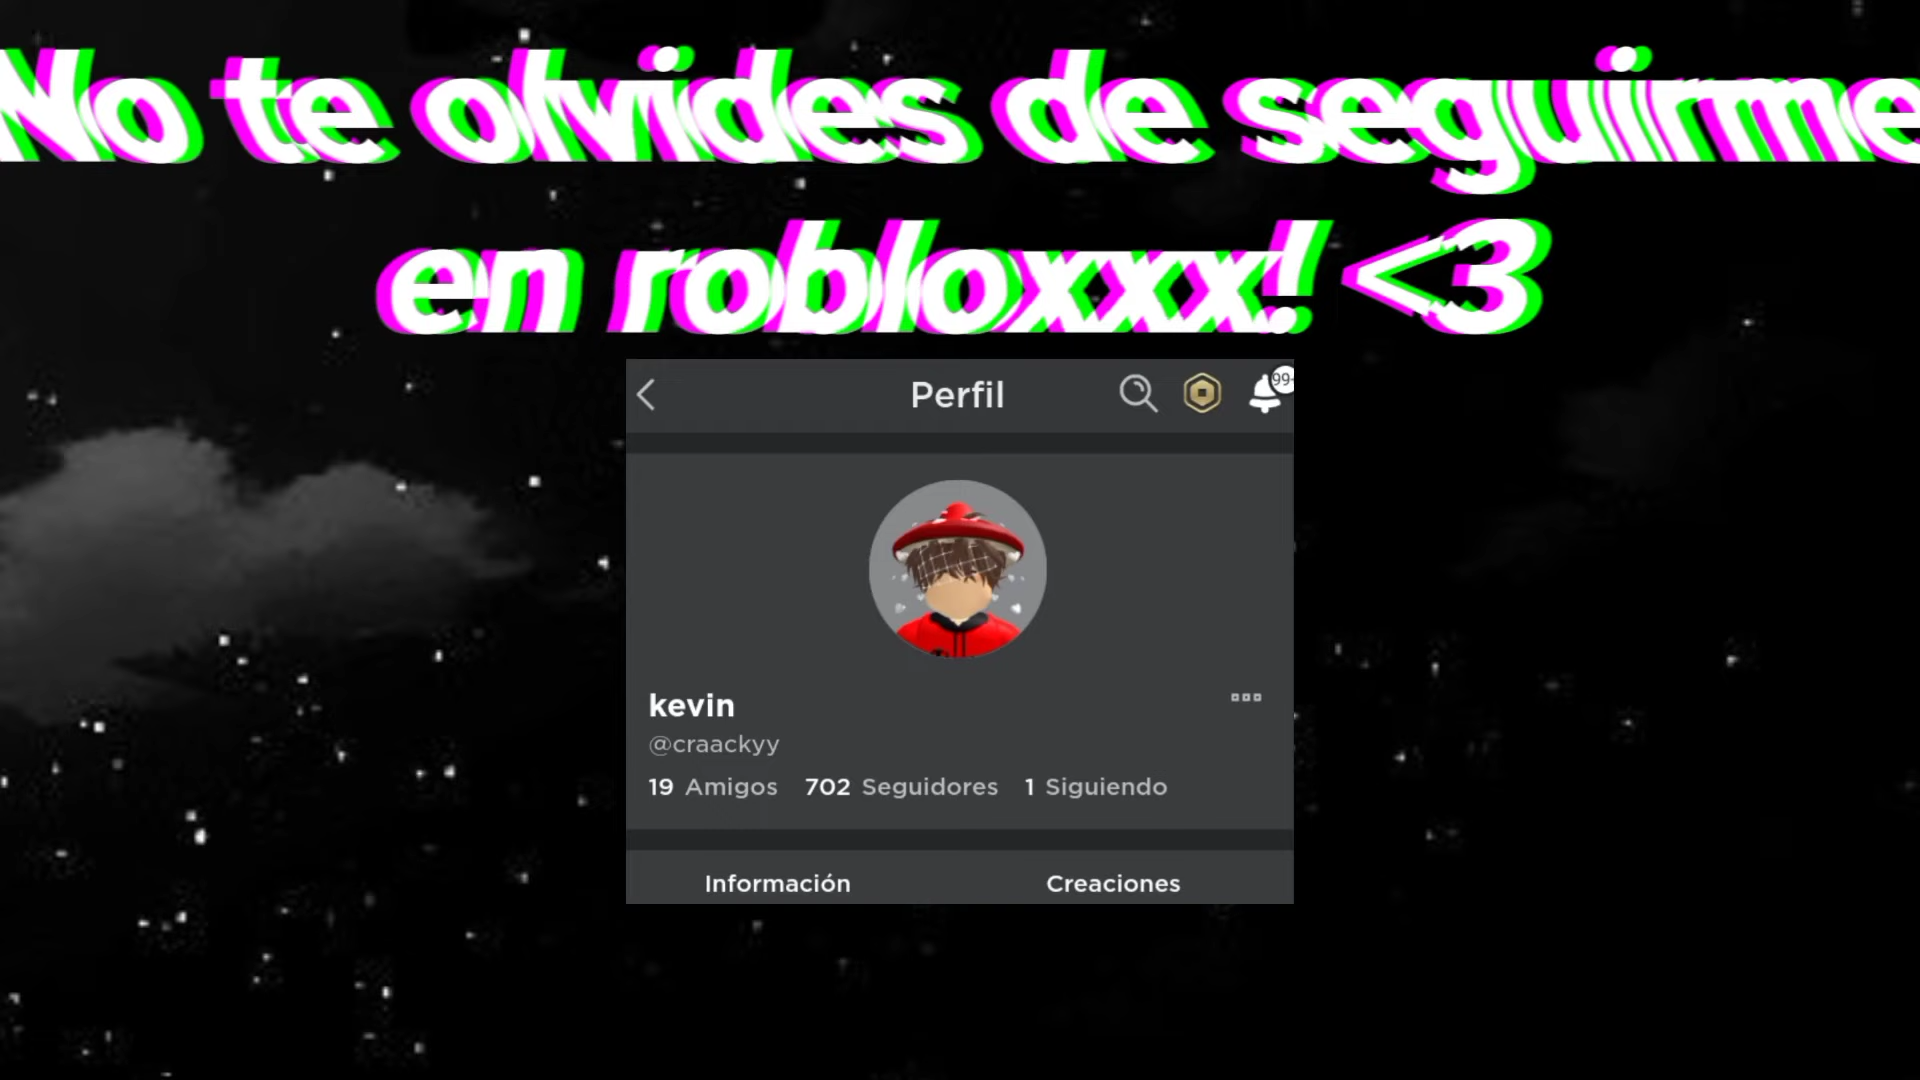 No te olvides de seguirme
en robloxxx! <3
Perfil
99+
kevin
@craackyy
19 Amigos 702 Seguidores 1 Siguiendo
Información Creaciones